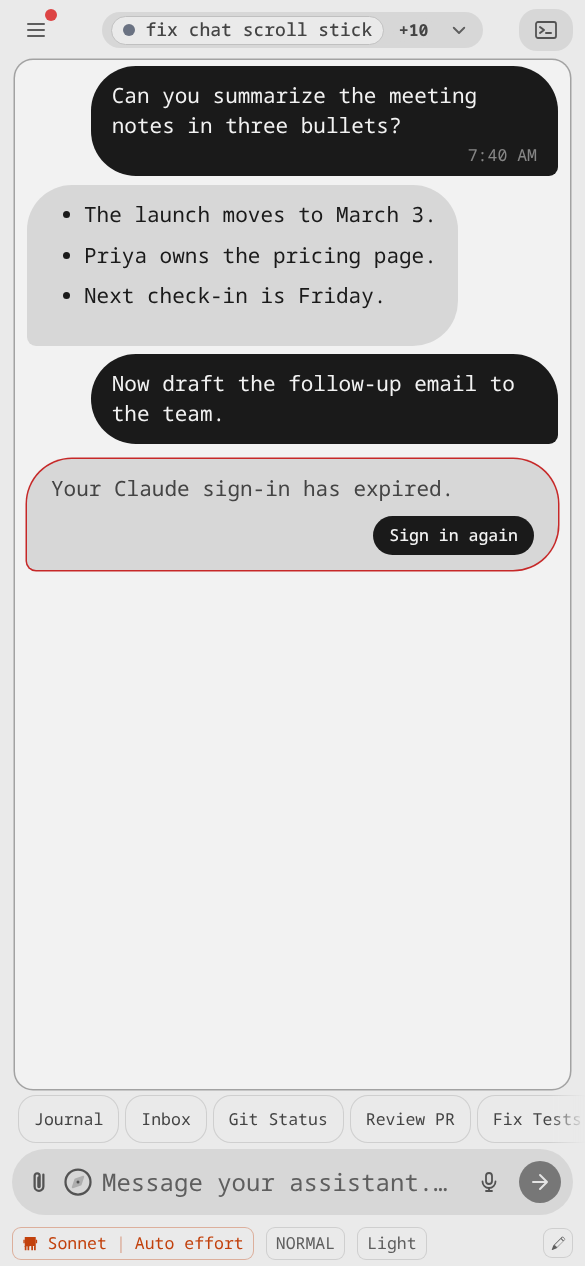 fix chat scroll stick +10
Can you summarize the meeting
notes in three bullets?
7:40 AM
• The launch moves to March 3.
• Priya owns the pricing page.
• Next check-in is Friday.
Now draft the follow-up email to
the team.
Your Claude sign-in has expired.
Sign in again
Journal Inbox Git Status Review PR Fix Tests
Message your assistant.…
Sonnet | Auto effort NORMAL Light